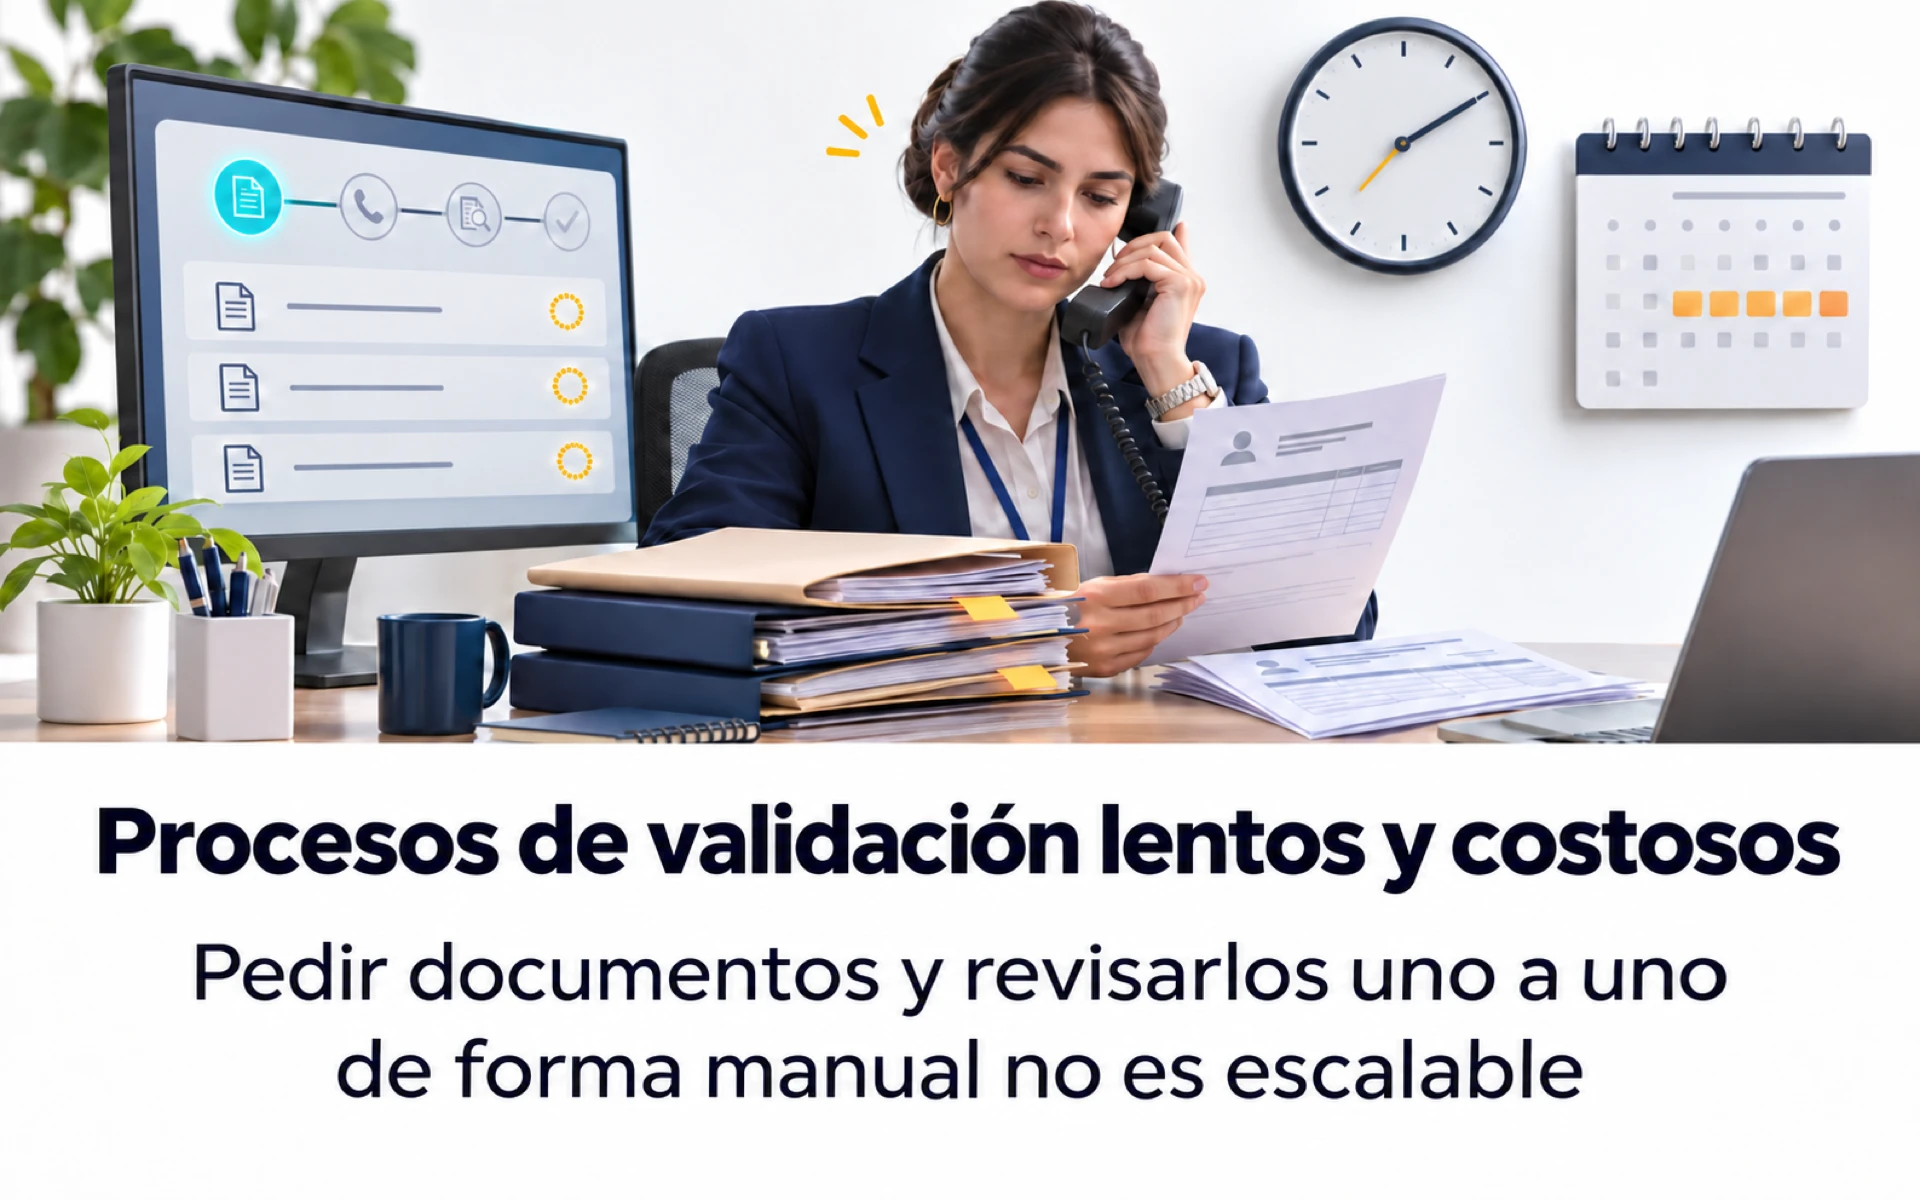 Procesos de validación lentos y costosos
Pedir documentos y revisarlos uno a uno
de forma manual no es escalable